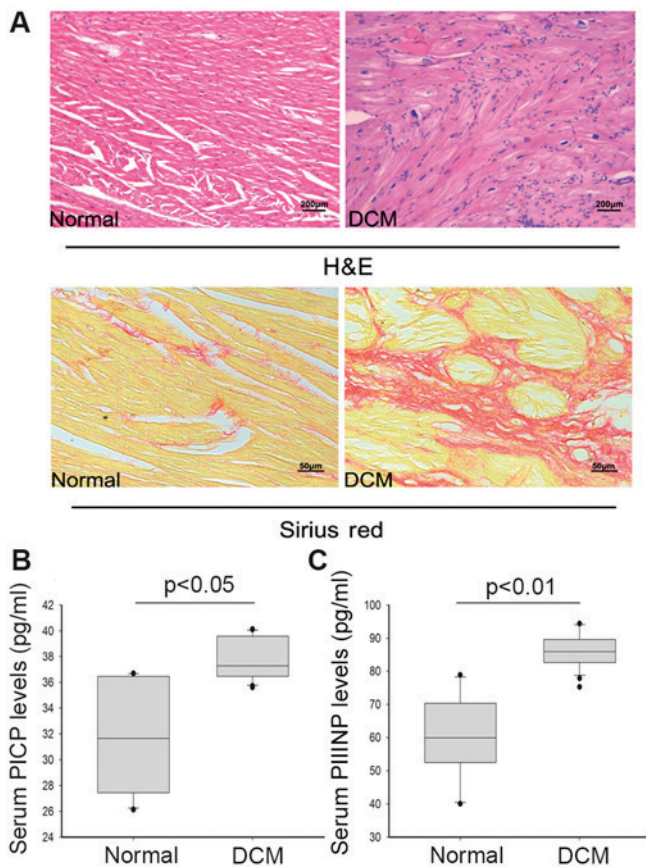 A
Normal
200μm
DCM
200μm
H&E
Normal
50μm
DCM
50μm
Sirius red
B
p<0.05
Serum PICP levels (pg/ml)
42
40
38
36
34
32
30
28
26
24
Normal
DCM
C
p<0.01
Serum PIIINP levels (pg/ml)
100
90
80
70
60
50
40
30
Normal
DCM